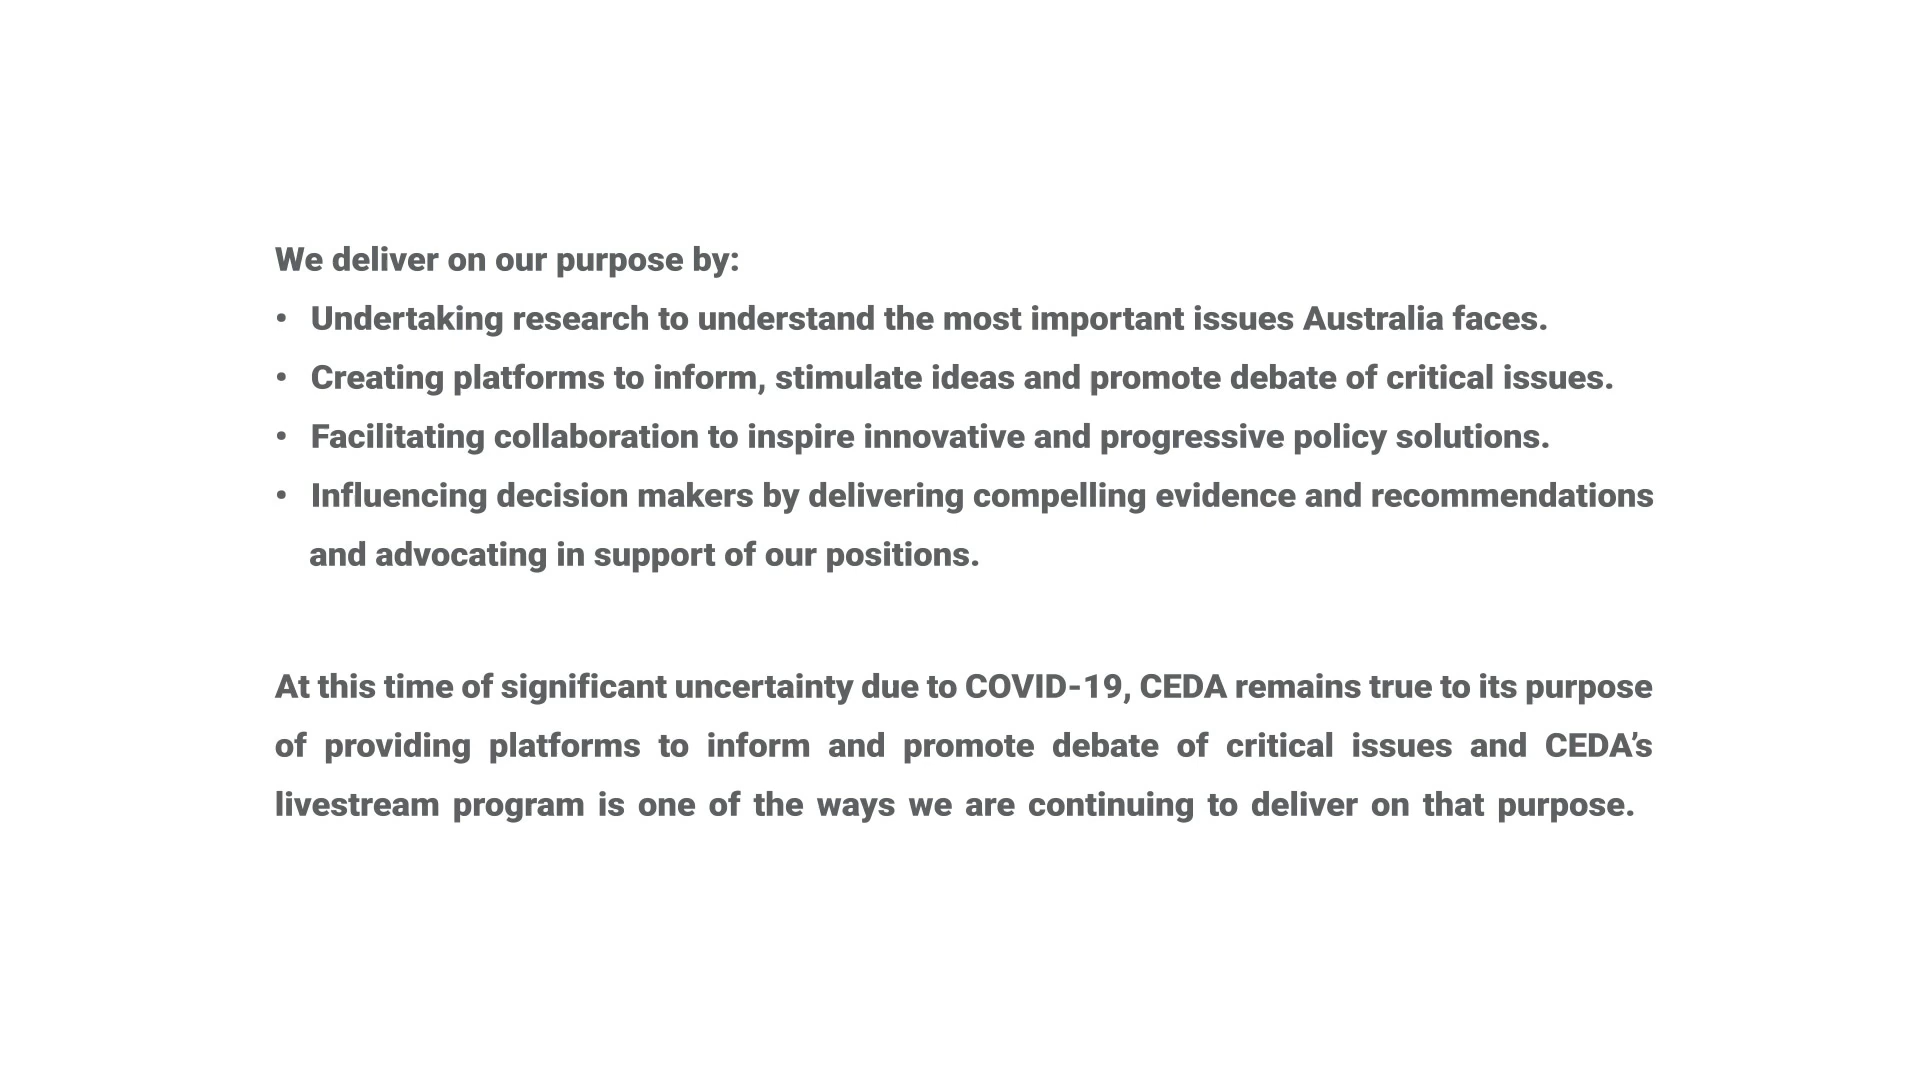 We deliver on our purpose by:
• Undertaking research to understand the most important issues Australia faces.
• Creating platforms to inform, stimulate ideas and promote debate of critical issues.
• Facilitating collaboration to inspire innovative and progressive policy solutions.
• Influencing decision makers by delivering compelling evidence and recommendations
and advocating in support of our positions.
At this time of significant uncertainty due to COVID-19, CEDA remains true to its purpose
of providing platforms to inform and promote debate of critical issues and CEDA’s
livestream program is one of the ways we are continuing to deliver on that purpose.